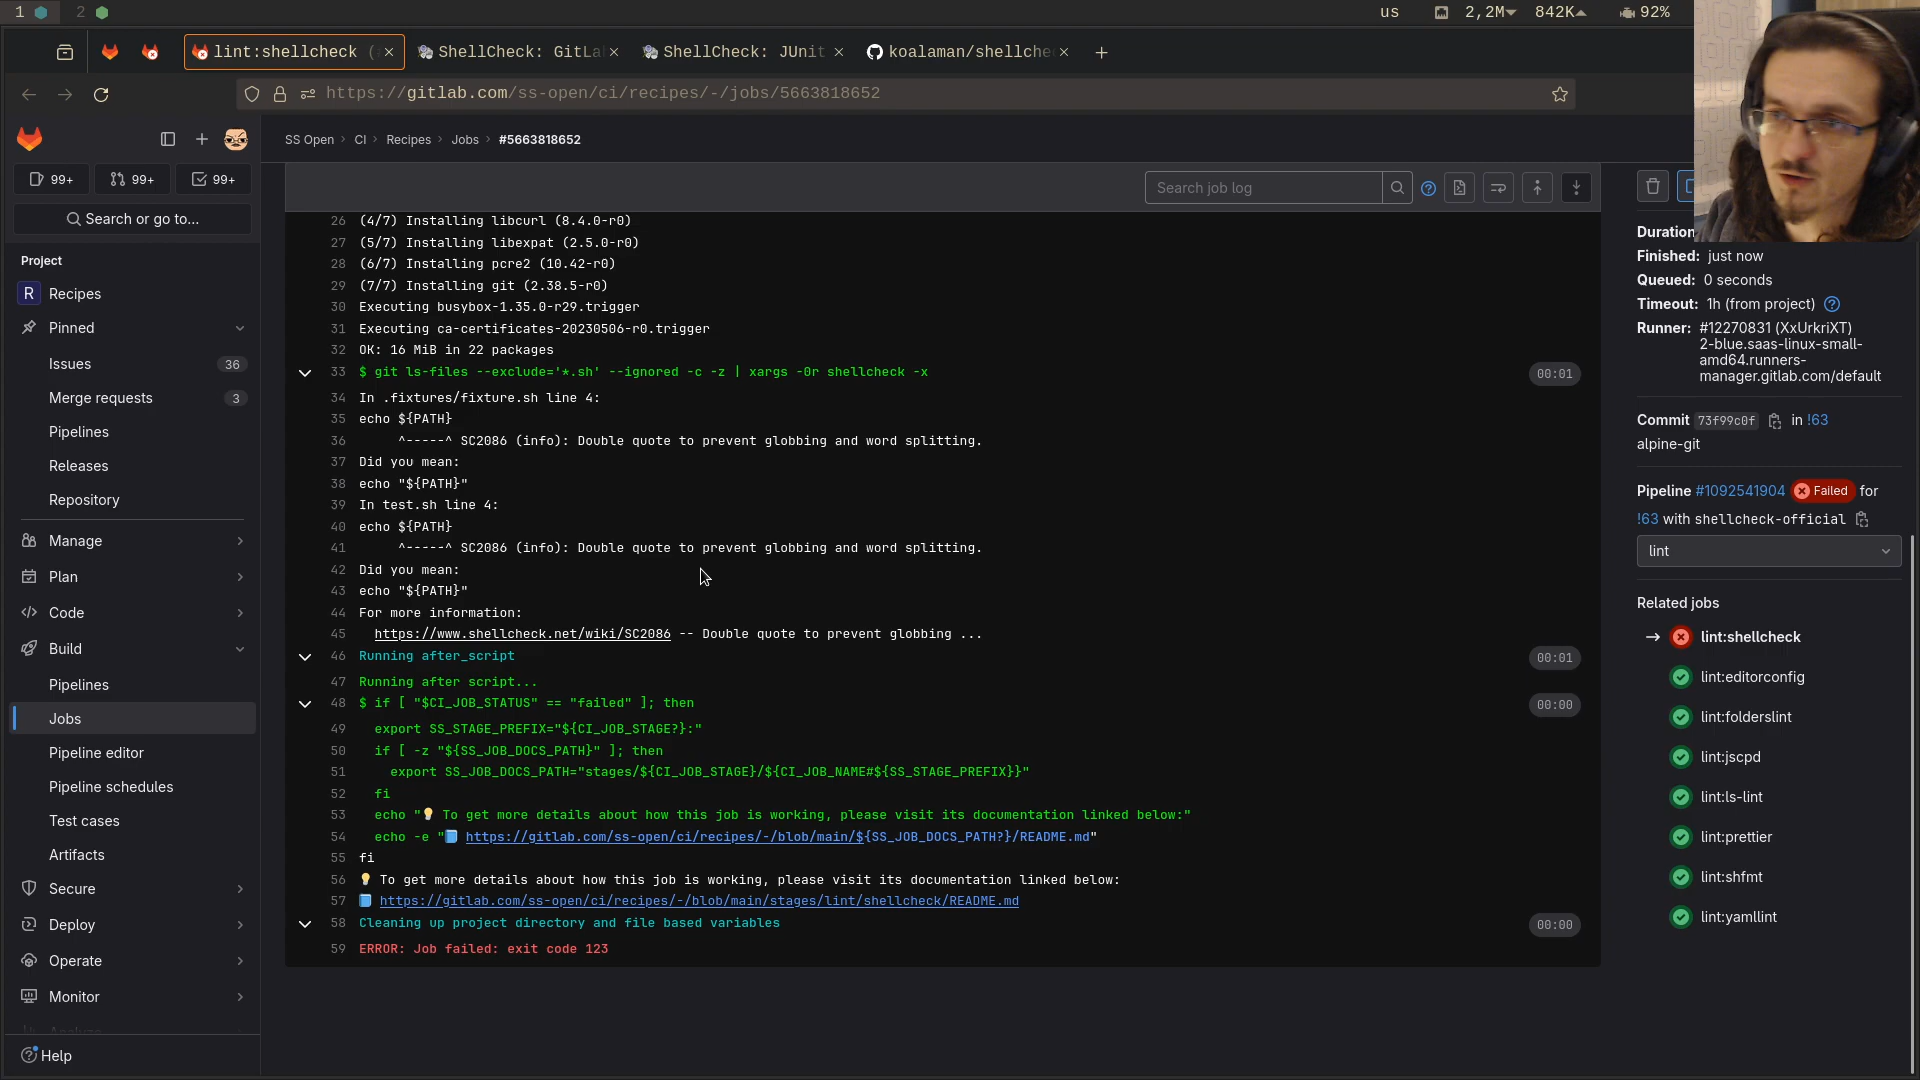 1 2 us 2,2M 842K 92%
lint:shellcheck ( ShellCheck: GitLa ShellCheck: JUnit koalaman/shellche
https://gitlab.com/ss-open/ci/recipes/-/jobs/5663818652
SS Open › CI › Recipes › Jobs › #5663818652
99+ 99+ 99+
Search or go to...
Project
R Recipes
Pinned
Issues 36
Merge requests 3
Pipelines
Releases
Repository
Manage
Plan
Code
Build
Pipelines
Jobs
Pipeline editor
Pipeline schedules
Test cases
Artifacts
Secure
Deploy
Operate
Monitor
Help
Search job log
26 (4/7) Installing libcurl (8.4.0-r0)
27 (5/7) Installing libexpat (2.5.0-r0)
28 (6/7) Installing pcre2 (10.42-r0)
29 (7/7) Installing git (2.38.5-r0)
30 Executing busybox-1.35.0-r29.trigger
31 Executing ca-certificates-20230506-r0.trigger
32 OK: 16 MiB in 22 packages
33 $ git ls-files --exclude='*.sh' --ignored -c -z | xargs -0r shellcheck -x 00:01
34 In .fixtures/fixture.sh line 4:
35 echo ${PATH}
36 ^-----^ SC2086 (info): Double quote to prevent globbing and word splitting.
37 Did you mean:
38 echo "${PATH}"
39 In test.sh line 4:
40 echo ${PATH}
41 ^-----^ SC2086 (info): Double quote to prevent globbing and word splitting.
42 Did you mean:
43 echo "${PATH}"
44 For more information:
45 https://www.shellcheck.net/wiki/SC2086 -- Double quote to prevent globbing ...
46 Running after_script 00:01
47 Running after script...
48 $ if [ "$CI_JOB_STATUS" == "failed" ]; then 00:00
49 export SS_STAGE_PREFIX="${CI_JOB_STAGE?}:"
50 if [ -z "${SS_JOB_DOCS_PATH}" ]; then
51 export SS_JOB_DOCS_PATH="stages/${CI_JOB_STAGE}/${CI_JOB_NAME#${SS_STAGE_PREFIX}}"
52 fi
53 echo "💡 To get more details about how this job is working, please visit its documentation linked below:"
54 echo -e "📘 https://gitlab.com/ss-open/ci/recipes/-/blob/main/${SS_JOB_DOCS_PATH?}/README.md"
55 fi
56 💡 To get more details about how this job is working, please visit its documentation linked below:
57 📘 https://gitlab.com/ss-open/ci/recipes/-/blob/main/stages/lint/shellcheck/README.md
58 Cleaning up project directory and file based variables 00:00
59 ERROR: Job failed: exit code 123
Duration
Finished: just now
Queued: 0 seconds
Timeout: 1h (from project)
Runner: #12270831 (XxUrkriXT)
2-blue.saas-linux-small-
amd64.runners-
manager.gitlab.com/default
Commit 73f99c0f in !63
alpine-git
Pipeline #1092541904 Failed for
!63 with shellcheck-official
lint
Related jobs
→ lint:shellcheck
lint:editorconfig
lint:folderslint
lint:jscpd
lint:ls-lint
lint:prettier
lint:shfmt
lint:yamllint